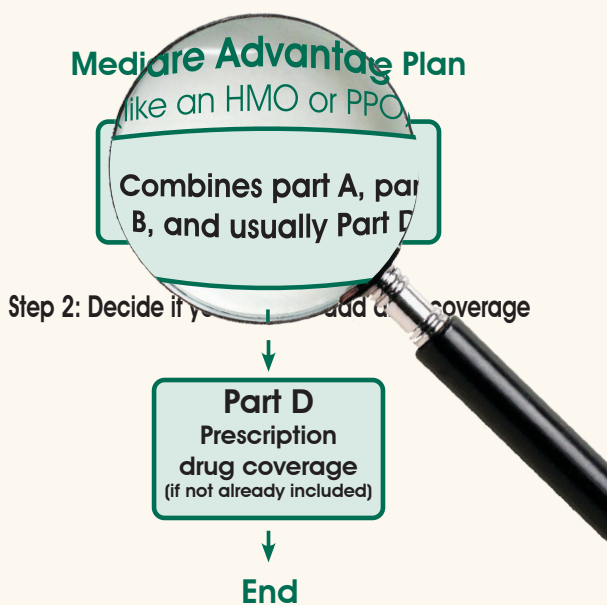 Medicare Advantage Plan
(like an HMO or PPO)
Combines part A, par
B, and usually Part D
Step 2: Decide if add coverage
Part D
Prescription
drug coverage
(if not already included)
End